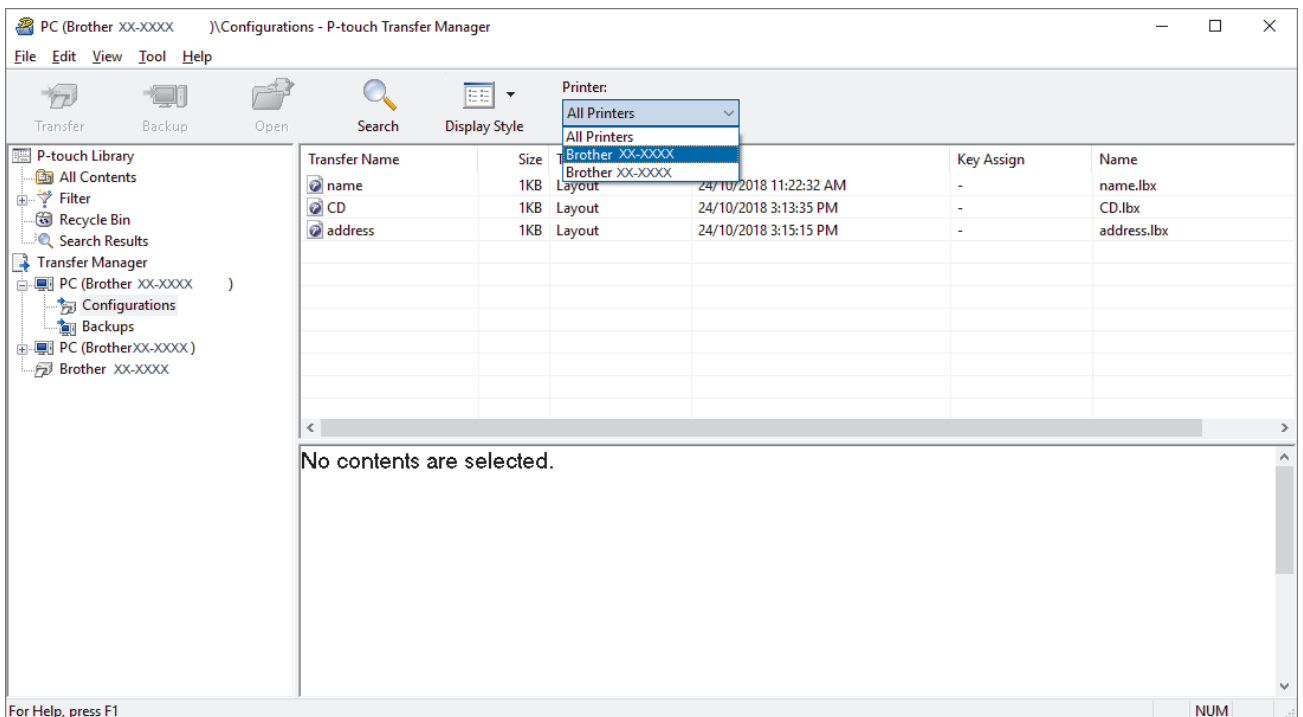 PC (Brother XX-XXXX )\Configurations - P-touch Transfer Manager
File Edit View Tool Help
Transfer Backup Open Search Display Style
Printer:
All Printers
All Printers
Brother XX-XXXX
Brother XX-XXXX
P-touch Library
All Contents
Filter
Recycle Bin
Search Results
Transfer Manager
PC (Brother XX-XXXX )
Configurations
Backups
PC (BrotherXX-XXXX)
Brother XX-XXXX
Transfer Name Size Key Assign Name
name 1KB Layout 24/10/2018 11:22:32 AM - name.lbx
CD 1KB Layout 24/10/2018 3:13:35 PM - CD.lbx
address 1KB Layout 24/10/2018 3:15:15 PM - address.lbx
No contents are selected.
For Help, press F1 NUM